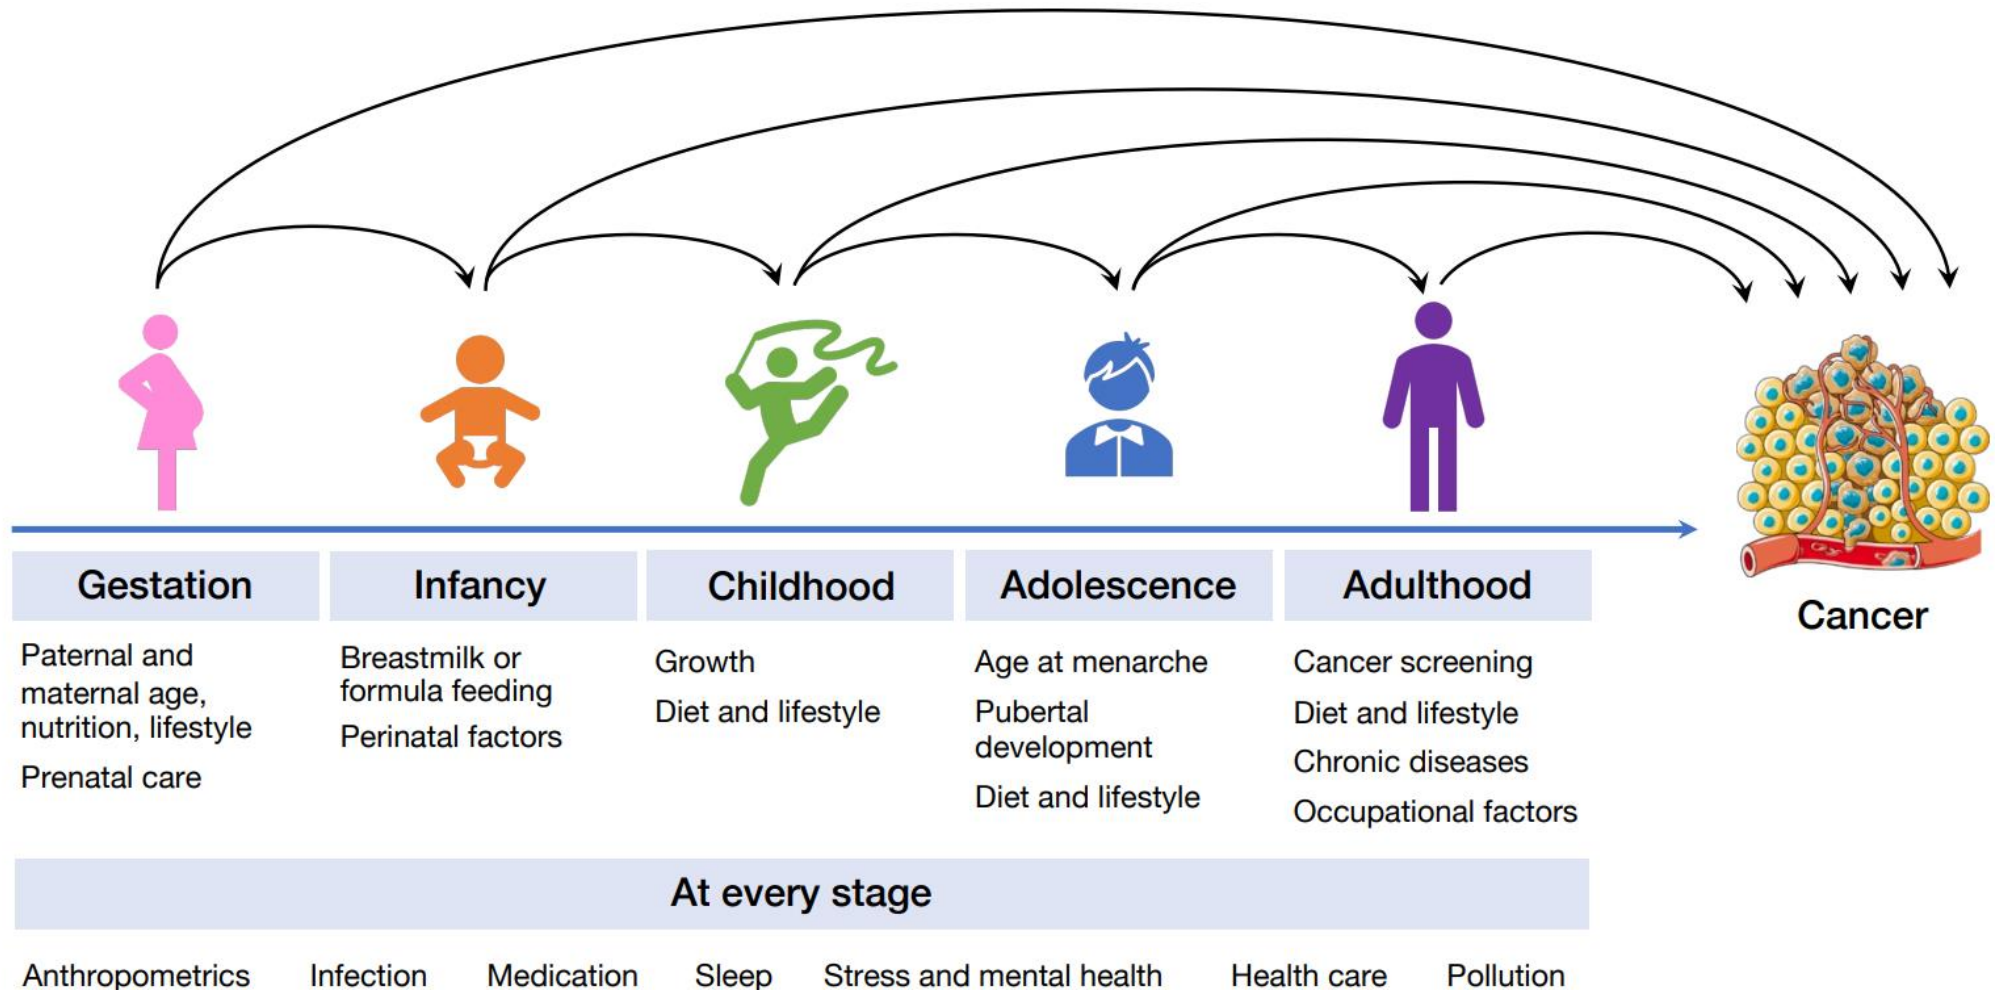 Gestation
Infancy
Childhood
Adolescence
Adulthood
Cancer
Paternal and
maternal age,
nutrition, lifestyle
Prenatal care
Breastmilk or
formula feeding
Perinatal factors
Growth
Diet and lifestyle
Age at menarche
Pubertal
development
Diet and lifestyle
Cancer screening
Diet and lifestyle
Chronic diseases
Occupational factors
At every stage
Anthropometrics
Infection
Medication
Sleep
Stress and mental health
Health care
Pollution